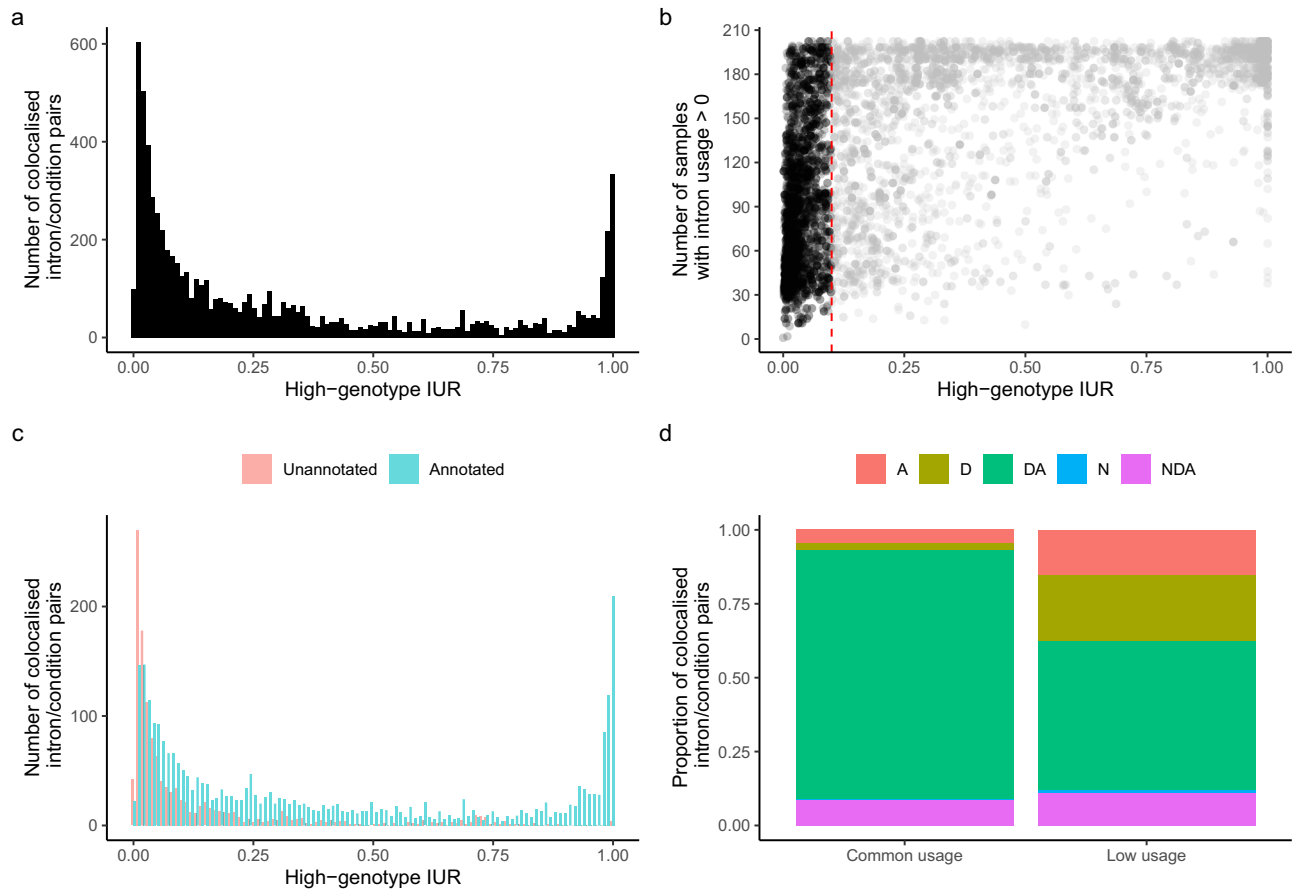 a
Number of colocalised
intron/condition pairs
600
400
200
0
0.00
0.25
0.50
0.75
1.00
High−genotype IUR
b
Number of samples
with intron usage > 0
210
180
150
120
90
60
30
0
0.00
0.25
0.50
0.75
1.00
High−genotype IUR
c
Unannotated
Annotated
Number of colocalised
intron/condition pairs
200
100
0
0.00
0.25
0.50
0.75
1.00
High−genotype IUR
d
A
D
DA
N
NDA
Proportion of colocalised
intron/condition pairs
1.00
0.75
0.50
0.25
0.00
Common usage
Low usage